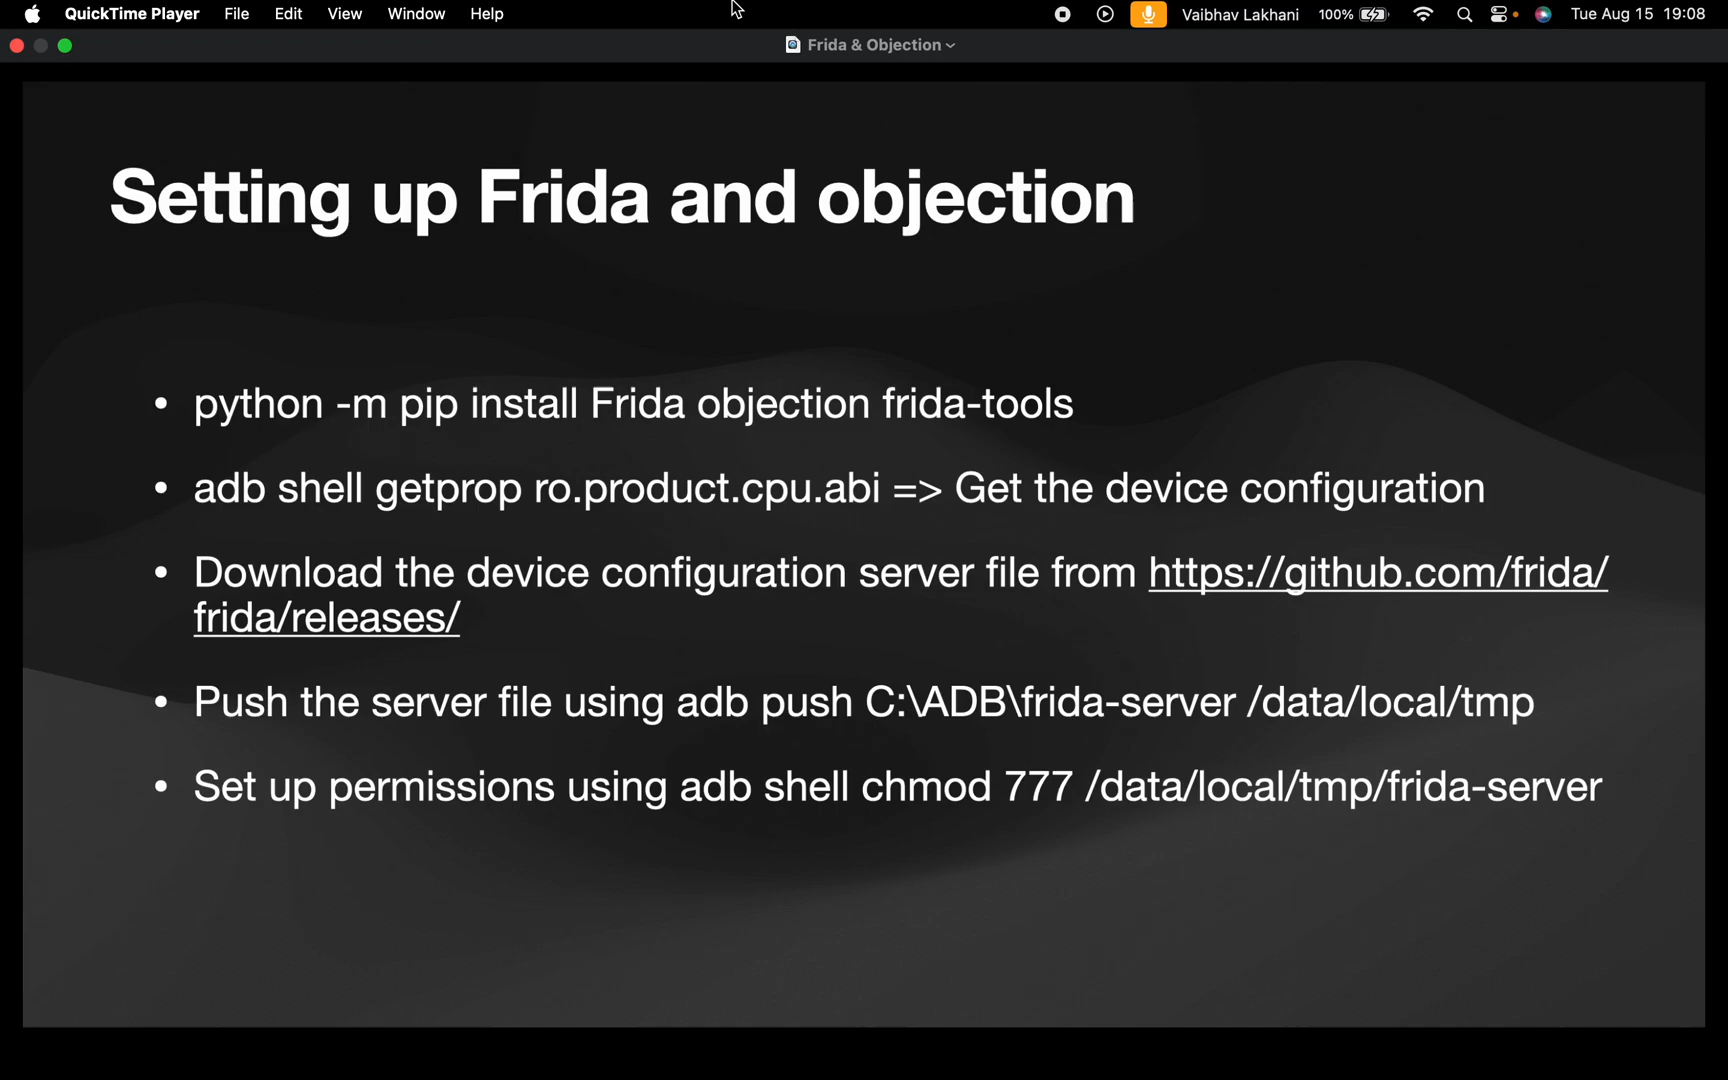 QuickTime Player File Edit View Window Help Vaibhav Lakhani 100% Tue Aug 15 19:08
Frida & Objection
Setting up Frida and objection
• python -m pip install Frida objection frida-tools
• adb shell getprop ro.product.cpu.abi => Get the device configuration
• Download the device configuration server file from https://github.com/frida/
frida/releases/
• Push the server file using adb push C:\ADB\frida-server /data/local/tmp
• Set up permissions using adb shell chmod 777 /data/local/tmp/frida-server